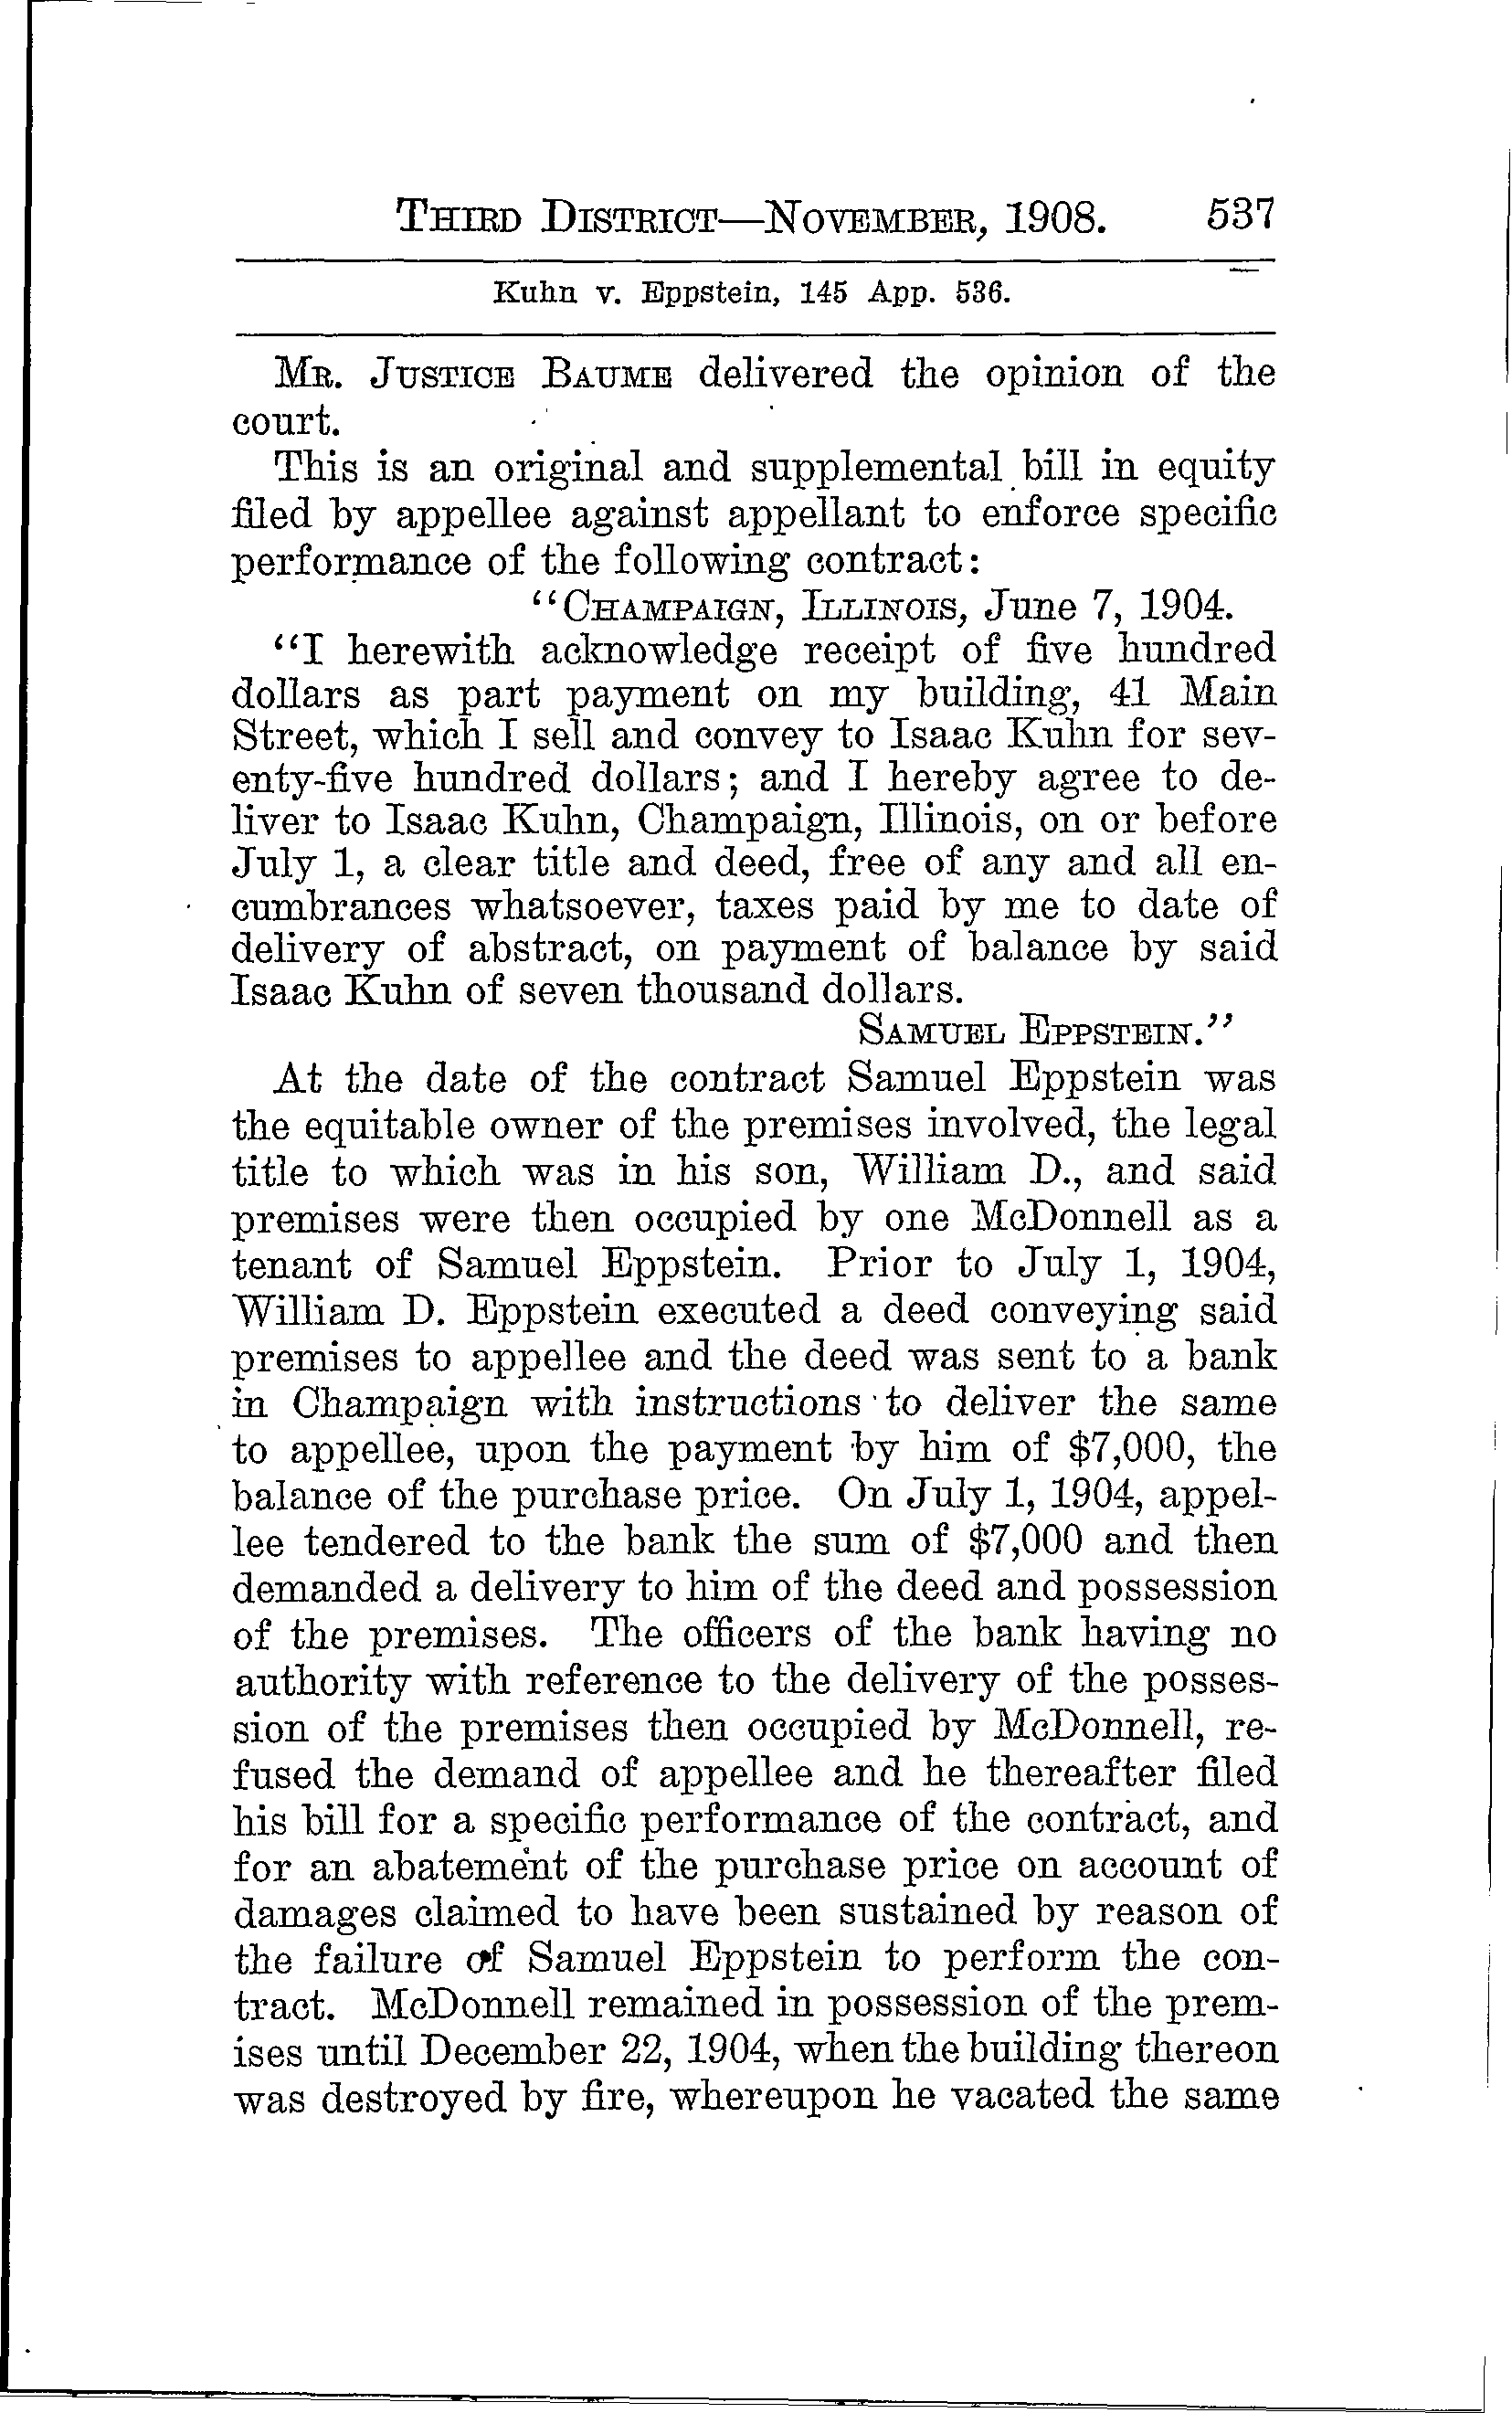 THIRD DISTRICT—NOVEMBER, 1908. 537
Kuhn v. Eppstein, 145 App. 536.
MR. JUSTICE BAUME delivered the opinion of the
court.
This is an original and supplemental bill in equity
filed by appellee against appellant to enforce specific
performance of the following contract:
"CHAMPAIGN, ILLINOIS, June 7, 1904.
"I herewith acknowledge receipt of five hundred
dollars as part payment on my building, 41 Main
Street, which I sell and convey to Isaac Kuhn for sev-
enty-five hundred dollars; and I hereby agree to de-
liver to Isaac Kuhn, Champaign, Illinois, on or before
July 1, a clear title and deed, free of any and all en-
cumbrances whatsoever, taxes paid by me to date of
delivery of abstract, on payment of balance by said
Isaac Kuhn of seven thousand dollars.
SAMUEL EPPSTEIN."
At the date of the contract Samuel Eppstein was
the equitable owner of the premises involved, the legal
title to which was in his son, William D., and said
premises were then occupied by one McDonnell as a
tenant of Samuel Eppstein. Prior to July 1, 1904,
William D. Eppstein executed a deed conveying said
premises to appellee and the deed was sent to a bank
in Champaign with instructions to deliver the same
to appellee, upon the payment by him of $7,000, the
balance of the purchase price. On July 1, 1904, appel-
lee tendered to the bank the sum of $7,000 and then
demanded a delivery to him of the deed and possession
of the premises. The officers of the bank having no
authority with reference to the delivery of the posses-
sion of the premises then occupied by McDonnell, re-
fused the demand of appellee and he thereafter filed
his bill for a specific performance of the contract, and
for an abatement of the purchase price on account of
damages claimed to have been sustained by reason of
the failure of Samuel Eppstein to perform the con-
tract. McDonnell remained in possession of the prem-
ises until December 22, 1904, when the building thereon
was destroyed by fire, whereupon he vacated the same